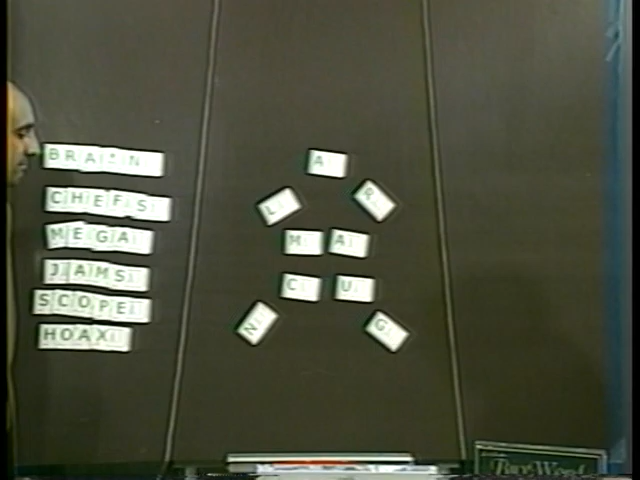 BRAIN
CHEFS
MEGA
JAMS
SCOPE
HOAX
A
L R
M A
C U
N G